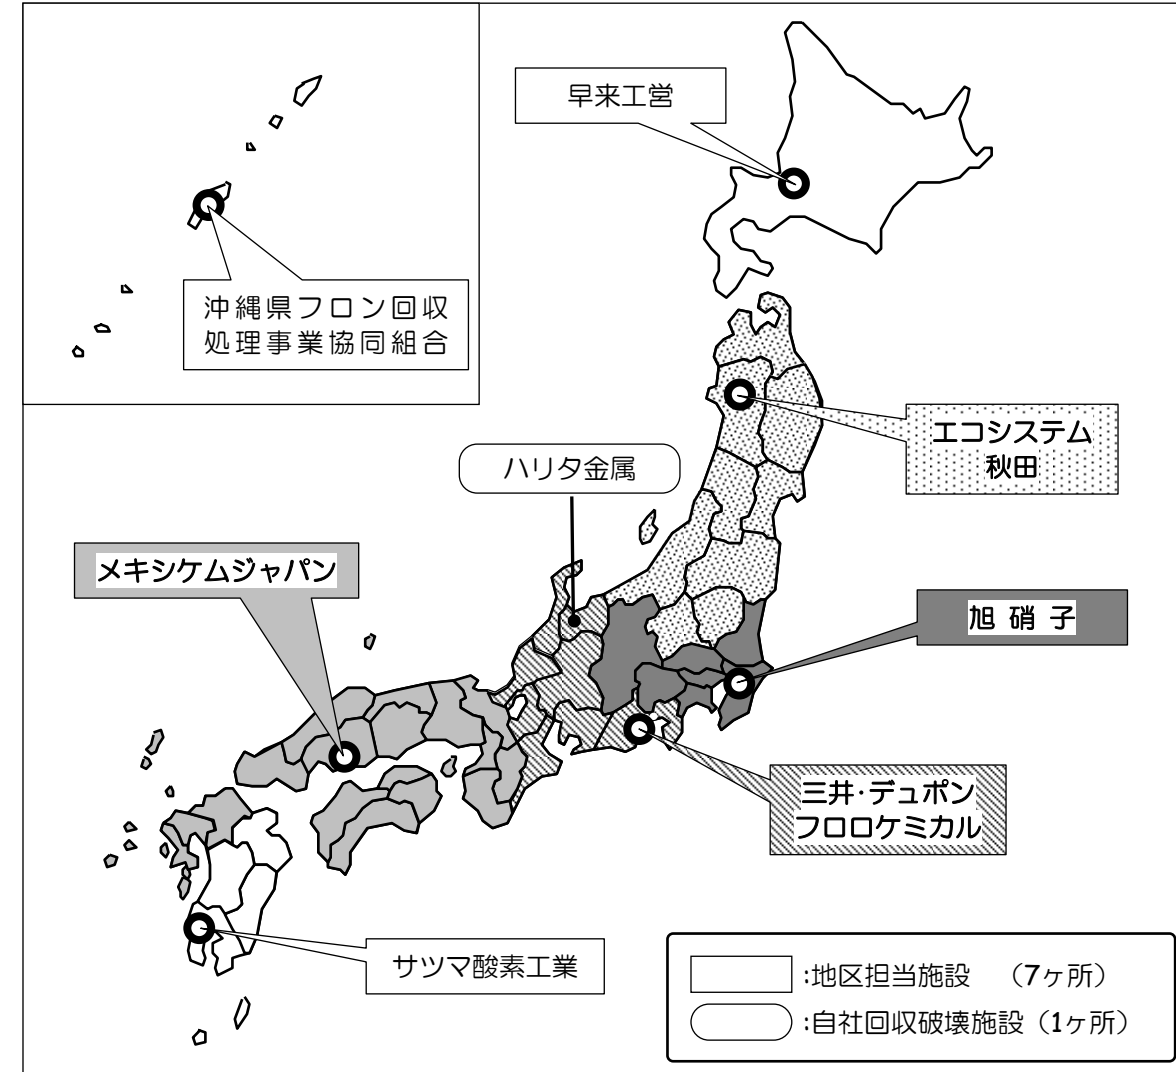 早来工営
沖縄県フロン回収
処理事業協同組合
エコシステム
秋田
ハリタ金属
メキシケムジャパン
旭硝子
三井・デュポン
フロロケミカル
サツマ酸素工業
:地区担当施設 （7ヶ所）
:自社回収破壊施設（1ヶ所）